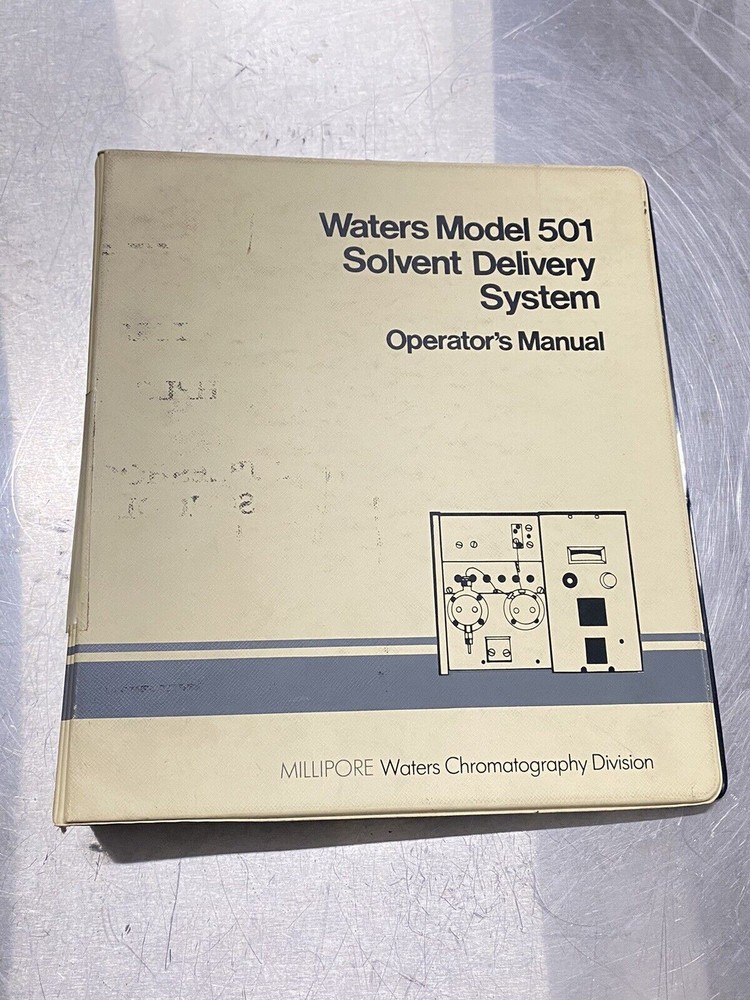 Waters Model 501
Solvent Delivery
System
Operator's Manual
MILLIPORE Waters Chromatography Division